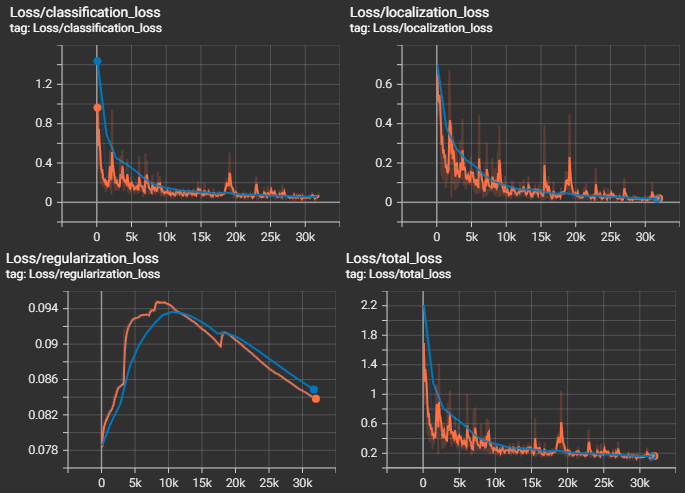 Loss/classification_loss
tag: Loss/classification_loss
1.2
0.8
0.4
0
0 5k 10k 15k 20k 25k 30k
Loss/localization_loss
tag: Loss/localization_loss
0.6
0.4
0.2
0
0 5k 10k 15k 20k 25k 30k
Loss/regularization_loss
tag: Loss/regularization_loss
0.094
0.09
0.086
0.082
0.078
0 5k 10k 15k 20k 25k 30k
Loss/total_loss
tag: Loss/total_loss
2.2
1.8
1.4
1
0.6
0.2
0 5k 10k 15k 20k 25k 30k